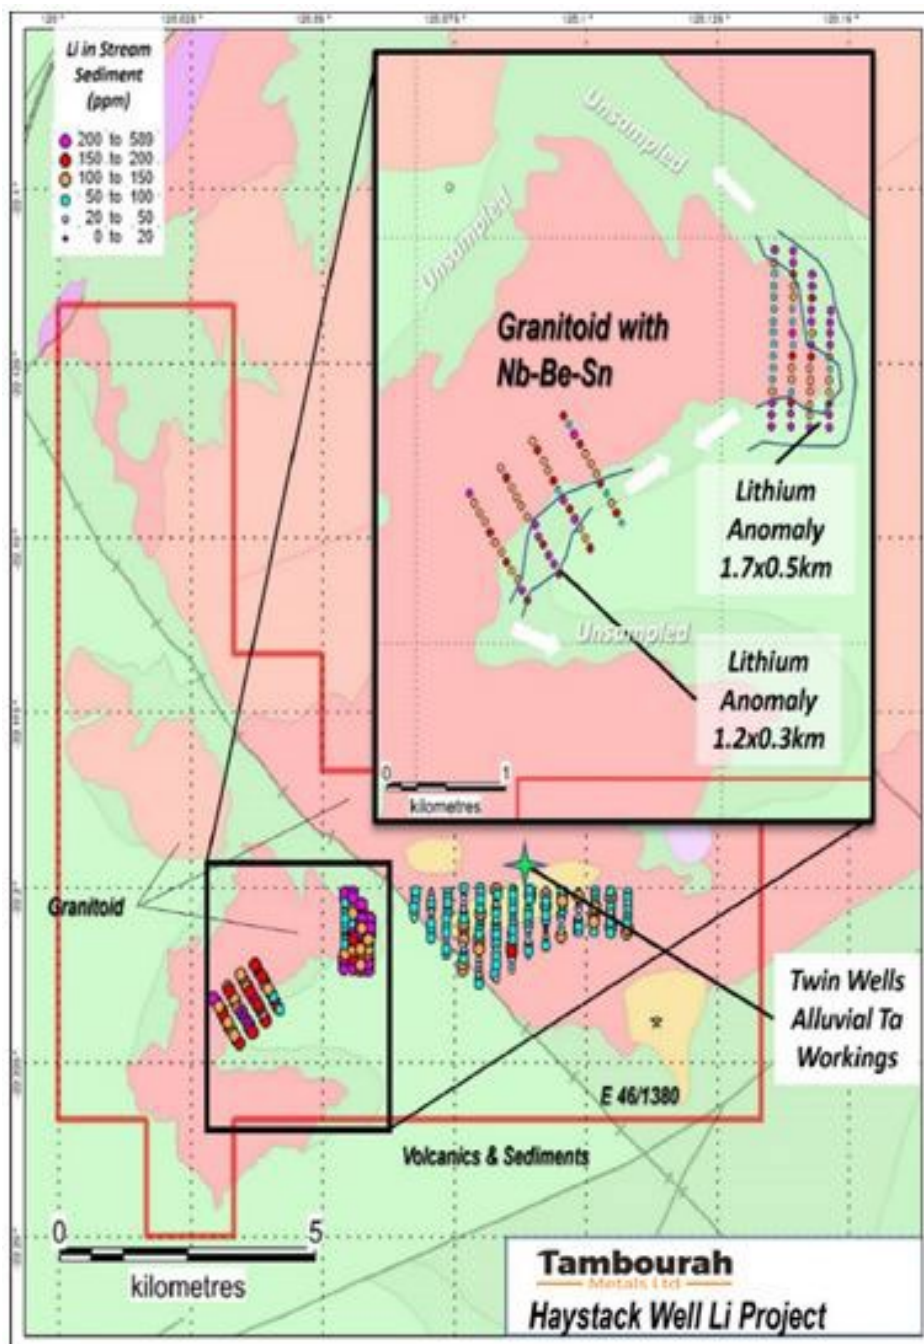 Li in Stream
Sediment
(ppm)
200 to 589
150 to 200
100 to 150
50 to 100
20 to 50
0 to 20
Unsampled
Unsampled
Granitoid with
Nb-Be-Sn
Lithium
Anomaly
1.7x0.5km
Unsampled
Lithium
Anomaly
1.2x0.3km
0 1
kilometres
Granitoid
Twin Wells
Alluvial Ta
Workings
E 46/1380
Volcanics & Sediments
0 5
kilometres
Tambourah
Metals Ltd
Haystack Well Li Project